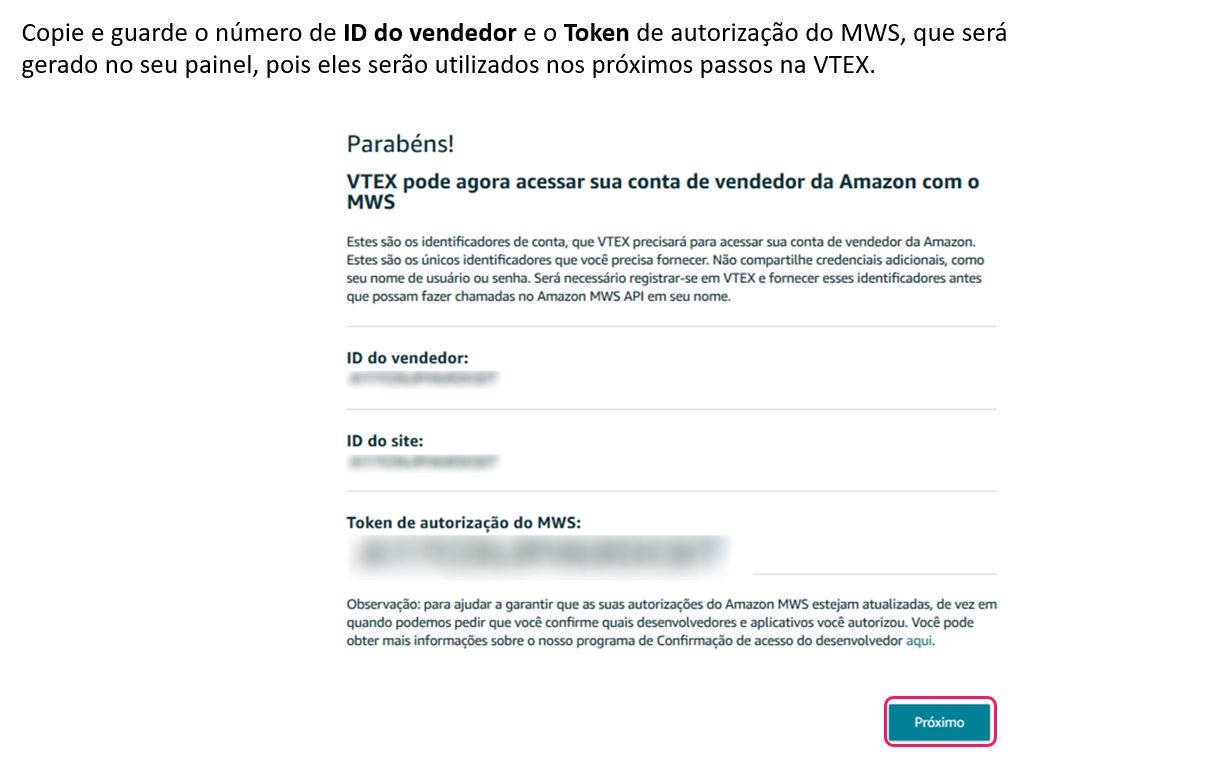 Copie e guarde o número de ID do vendedor e o Token de autorização do MWS, que será
gerado no seu painel, pois eles serão utilizados nos próximos passos na VTEX.
Parabéns!
VTEX pode agora acessar sua conta de vendedor da Amazon com o
MWS
Estes são os identificadores de conta, que VTEX precisará para acessar sua conta de vendedor da Amazon.
Estes são os únicos identificadores que você precisa fornecer. Não compartilhe credenciais adicionais, como
seu nome de usuário ou senha. Será necessário registrar-se em VTEX e fornecer esses identificadores antes
que possam fazer chamadas no Amazon MWS API em seu nome.
ID do vendedor:
ID do site:
Token de autorização do MWS:
Observação: para ajudar a garantir que as suas autorizações do Amazon MWS estejam atualizadas, de vez em
quando podemos pedir que você confirme quais desenvolvedores e aplicativos você autorizou. Você pode
obter mais informações sobre o nosso programa de Confirmação de acesso do desenvolvedor aqui.
Próximo